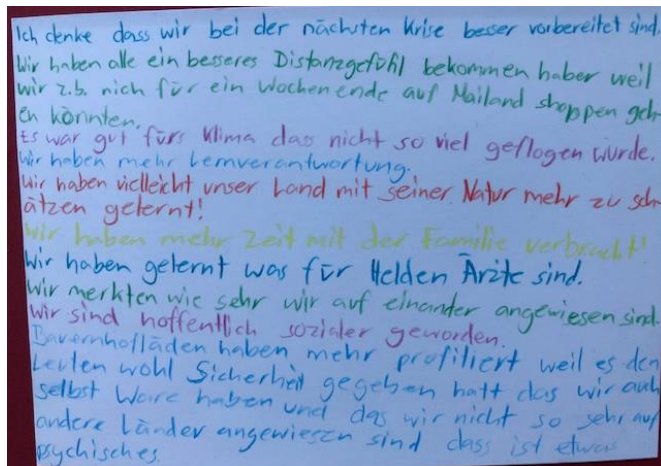 Ich denke dass wir bei der nächsten Krise besser vorbereitet sind.
Wir haben alle ein besseres Distanzgefühl bekommen haber weil
wir z.b. nich für ein Wochenende auf Mailand shoppen geh-
en könnten.
Es war gut fürs Klima das nicht so viel geflogen wurde.
Wir haben mehr Lernverantwortung.
Wir haben vielleicht unser Land mit seiner Natur mehr zu sch-
ätzen gelernt!
Wir haben mehr Zeit mit der Familie verbracht!
Wir haben gelernt was für Helden Ärzte sind.
Wir merkten wie sehr wir auf einander angewiesen sind.
Wir sind hoffentlich sozialer geworden.
Bauernhofläden haben mehr profiliert weil es den
Leuten wohl Sicherheit gegeben hatt das wir auch
selbst Ware haben und das wir nicht so sehr auf
andere Länder angewiesen sind dass ist etwas
psychisches